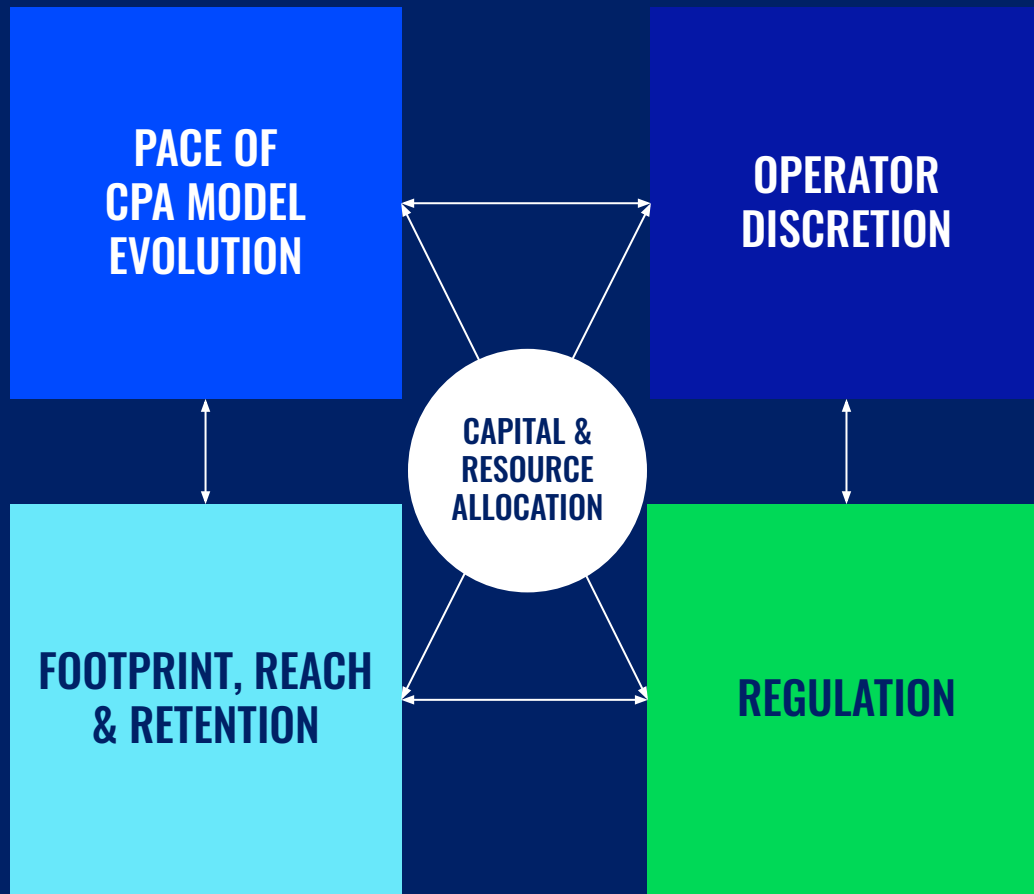 PACE OF
CPA MODEL
EVOLUTION
OPERATOR
DISCRETION
CAPITAL &
RESOURCE
ALLOCATION
FOOTPRINT, REACH
& RETENTION
REGULATION